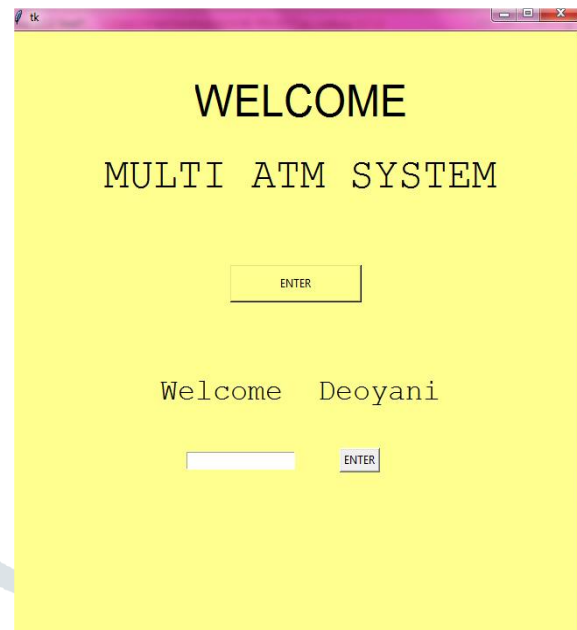 tk
WELCOME
MULTI ATM SYSTEM
ENTER
Welcome Deoyani
ENTER